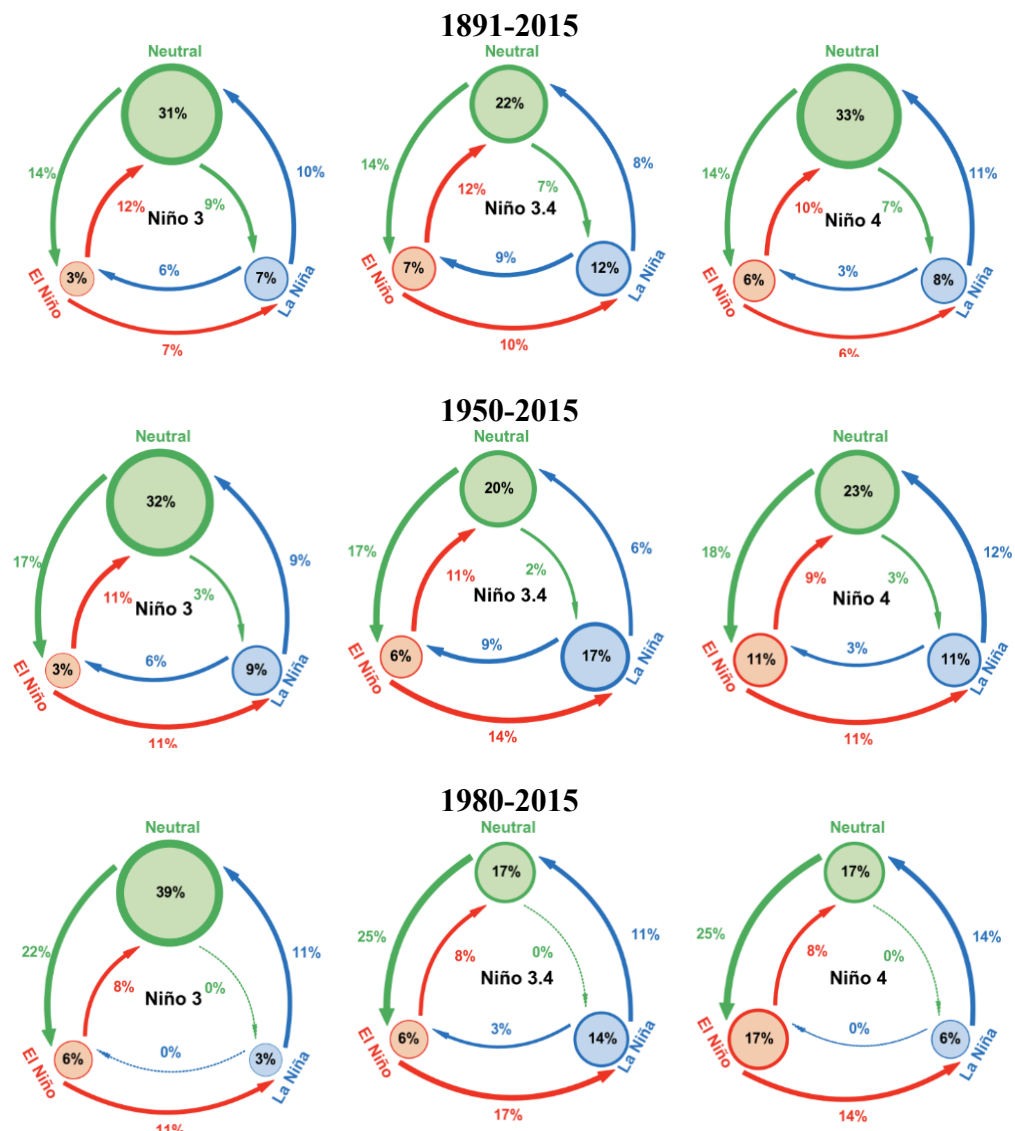 1891-2015
Neutral
31%
14%
10%
12%
9%
Niño 3
3%
6%
7%
El Niño
La Niña
7%
Neutral
22%
14%
8%
12%
7%
Niño 3.4
7%
9%
12%
El Niño
La Niña
10%
Neutral
33%
14%
11%
10%
7%
Niño 4
6%
3%
8%
El Niño
La Niña
6%
1950-2015
Neutral
32%
17%
9%
11%
3%
Niño 3
3%
6%
9%
El Niño
La Niña
11%
Neutral
20%
17%
6%
11%
2%
Niño 3.4
6%
9%
17%
El Niño
La Niña
14%
Neutral
23%
18%
12%
9%
3%
Niño 4
11%
3%
11%
El Niño
La Niña
11%
1980-2015
Neutral
39%
22%
11%
8%
0%
Niño 3
6%
0%
3%
El Niño
La Niña
11%
Neutral
17%
25%
11%
8%
0%
Niño 3.4
6%
3%
14%
El Niño
La Niña
17%
Neutral
17%
25%
14%
8%
0%
Niño 4
17%
0%
6%
El Niño
La Niña
14%